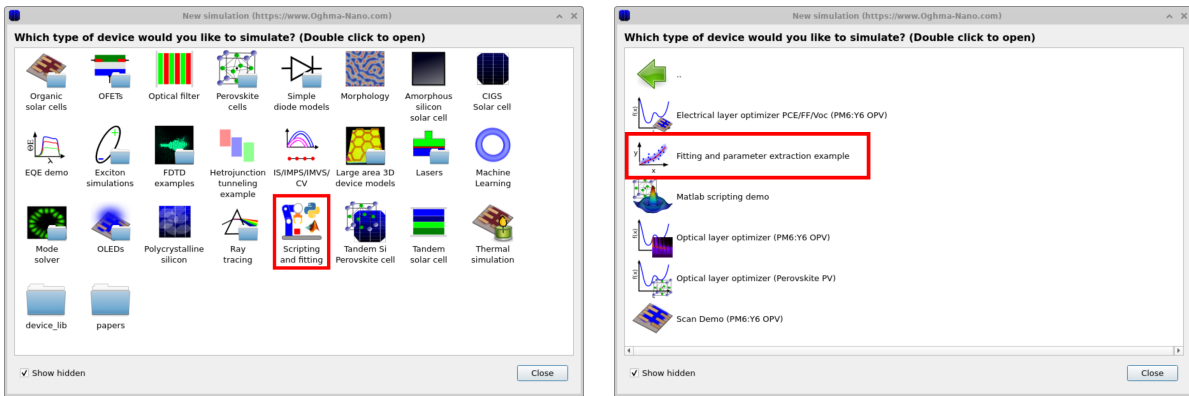 New simulation (https://www.Oghma-Nano.com)
Which type of device would you like to simulate? (Double click to open)
Organic
solar cells
OFETs
Optical filter
Perovskite
cells
Simple
diode models
Morphology
Amorphous
silicon
solar cell
CIGS
Solar cell
EQE demo
Exciton
simulations
FDTD
examples
Hetrojunction
tunneling
example
IS/IMPS/IMVS/
CV
Large area 3D
device models
Lasers
Machine
Learning
Mode
solver
OLEDs
Polycrystalline
silicon
Ray
tracing
Scripting
and fitting
Tandem Si
Perovskite cell
Tandem
solar cell
Thermal
simulation
device_lib
papers
Show hidden
Close
New simulation (https://www.Oghma-Nano.com)
Which type of device would you like to simulate? (Double click to open)
..
Electrical layer optimizer PCE/FF/Voc (PM6:Y6 OPV)
Fitting and parameter extraction example
Matlab scripting demo
Optical layer optimizer (PM6:Y6 OPV)
Optical layer optimizer (Perovskite PV)
Scan Demo (PM6:Y6 OPV)
Show hidden
Close